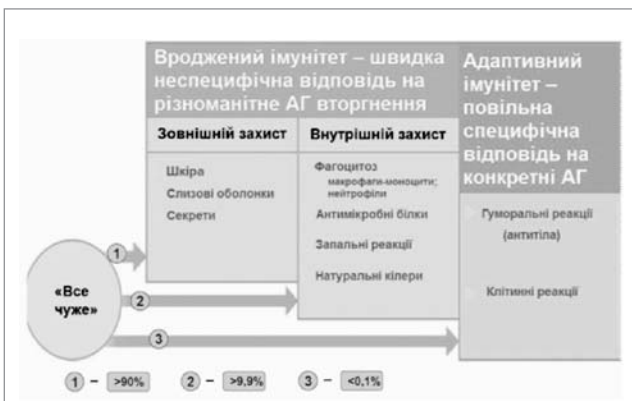 Вроджений імунітет – швидка
неспецифічна відповідь на
різноманітне АГ вторгнення
Адаптивний
імунітет –
повільна
специфічна
відповідь на
конкретні АГ
Зовнішній захист
Внутрішній захист
Шкіра
Слизові оболонки
Секрети
Фагоцитоз
макрофаги-моноцити;
нейтрофіли
Антимікробні білки
Запальні реакції
Натуральні кілери
Гуморальні реакції
(антитіла)
Клітинні реакції
«Все
чуже»
1
2
3
1 – >90%
2 – >9,9%
3 – <0,1%